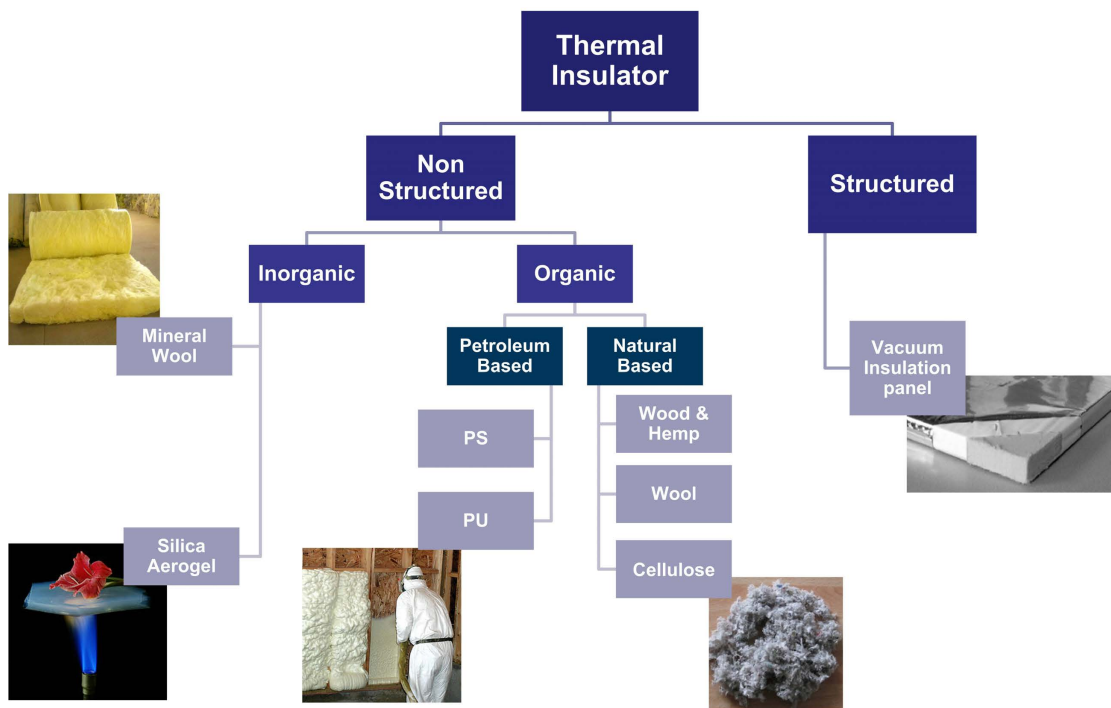 Thermal
Insulator
Non
Structured
Structured
Inorganic
Organic
Mineral
Wool
Petroleum
Based
Natural
Based
Vacuum
Insulation
panel
PS
Wood &
Hemp
PU
Wool
Silica
Aerogel
Cellulose